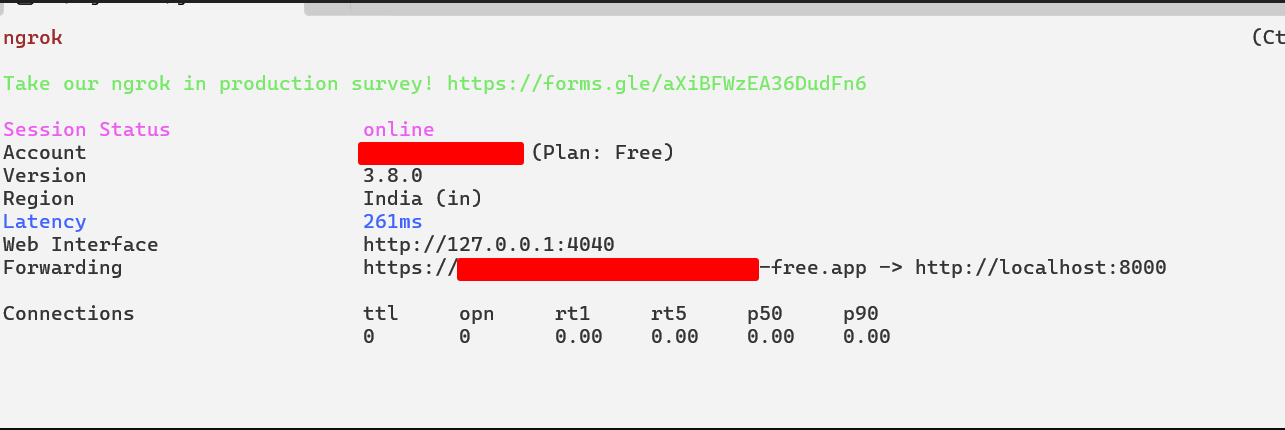 ngrok (Ct
Take our ngrok in production survey! https://forms.gle/aXiBFWzEA36DudFn6
Session Status online
Account (Plan: Free)
Version 3.8.0
Region India (in)
Latency 261ms
Web Interface http://127.0.0.1:4040
Forwarding https:// -free.app -> http://localhost:8000
Connections ttl opn rt1 rt5 p50 p90
0 0 0.00 0.00 0.00 0.00